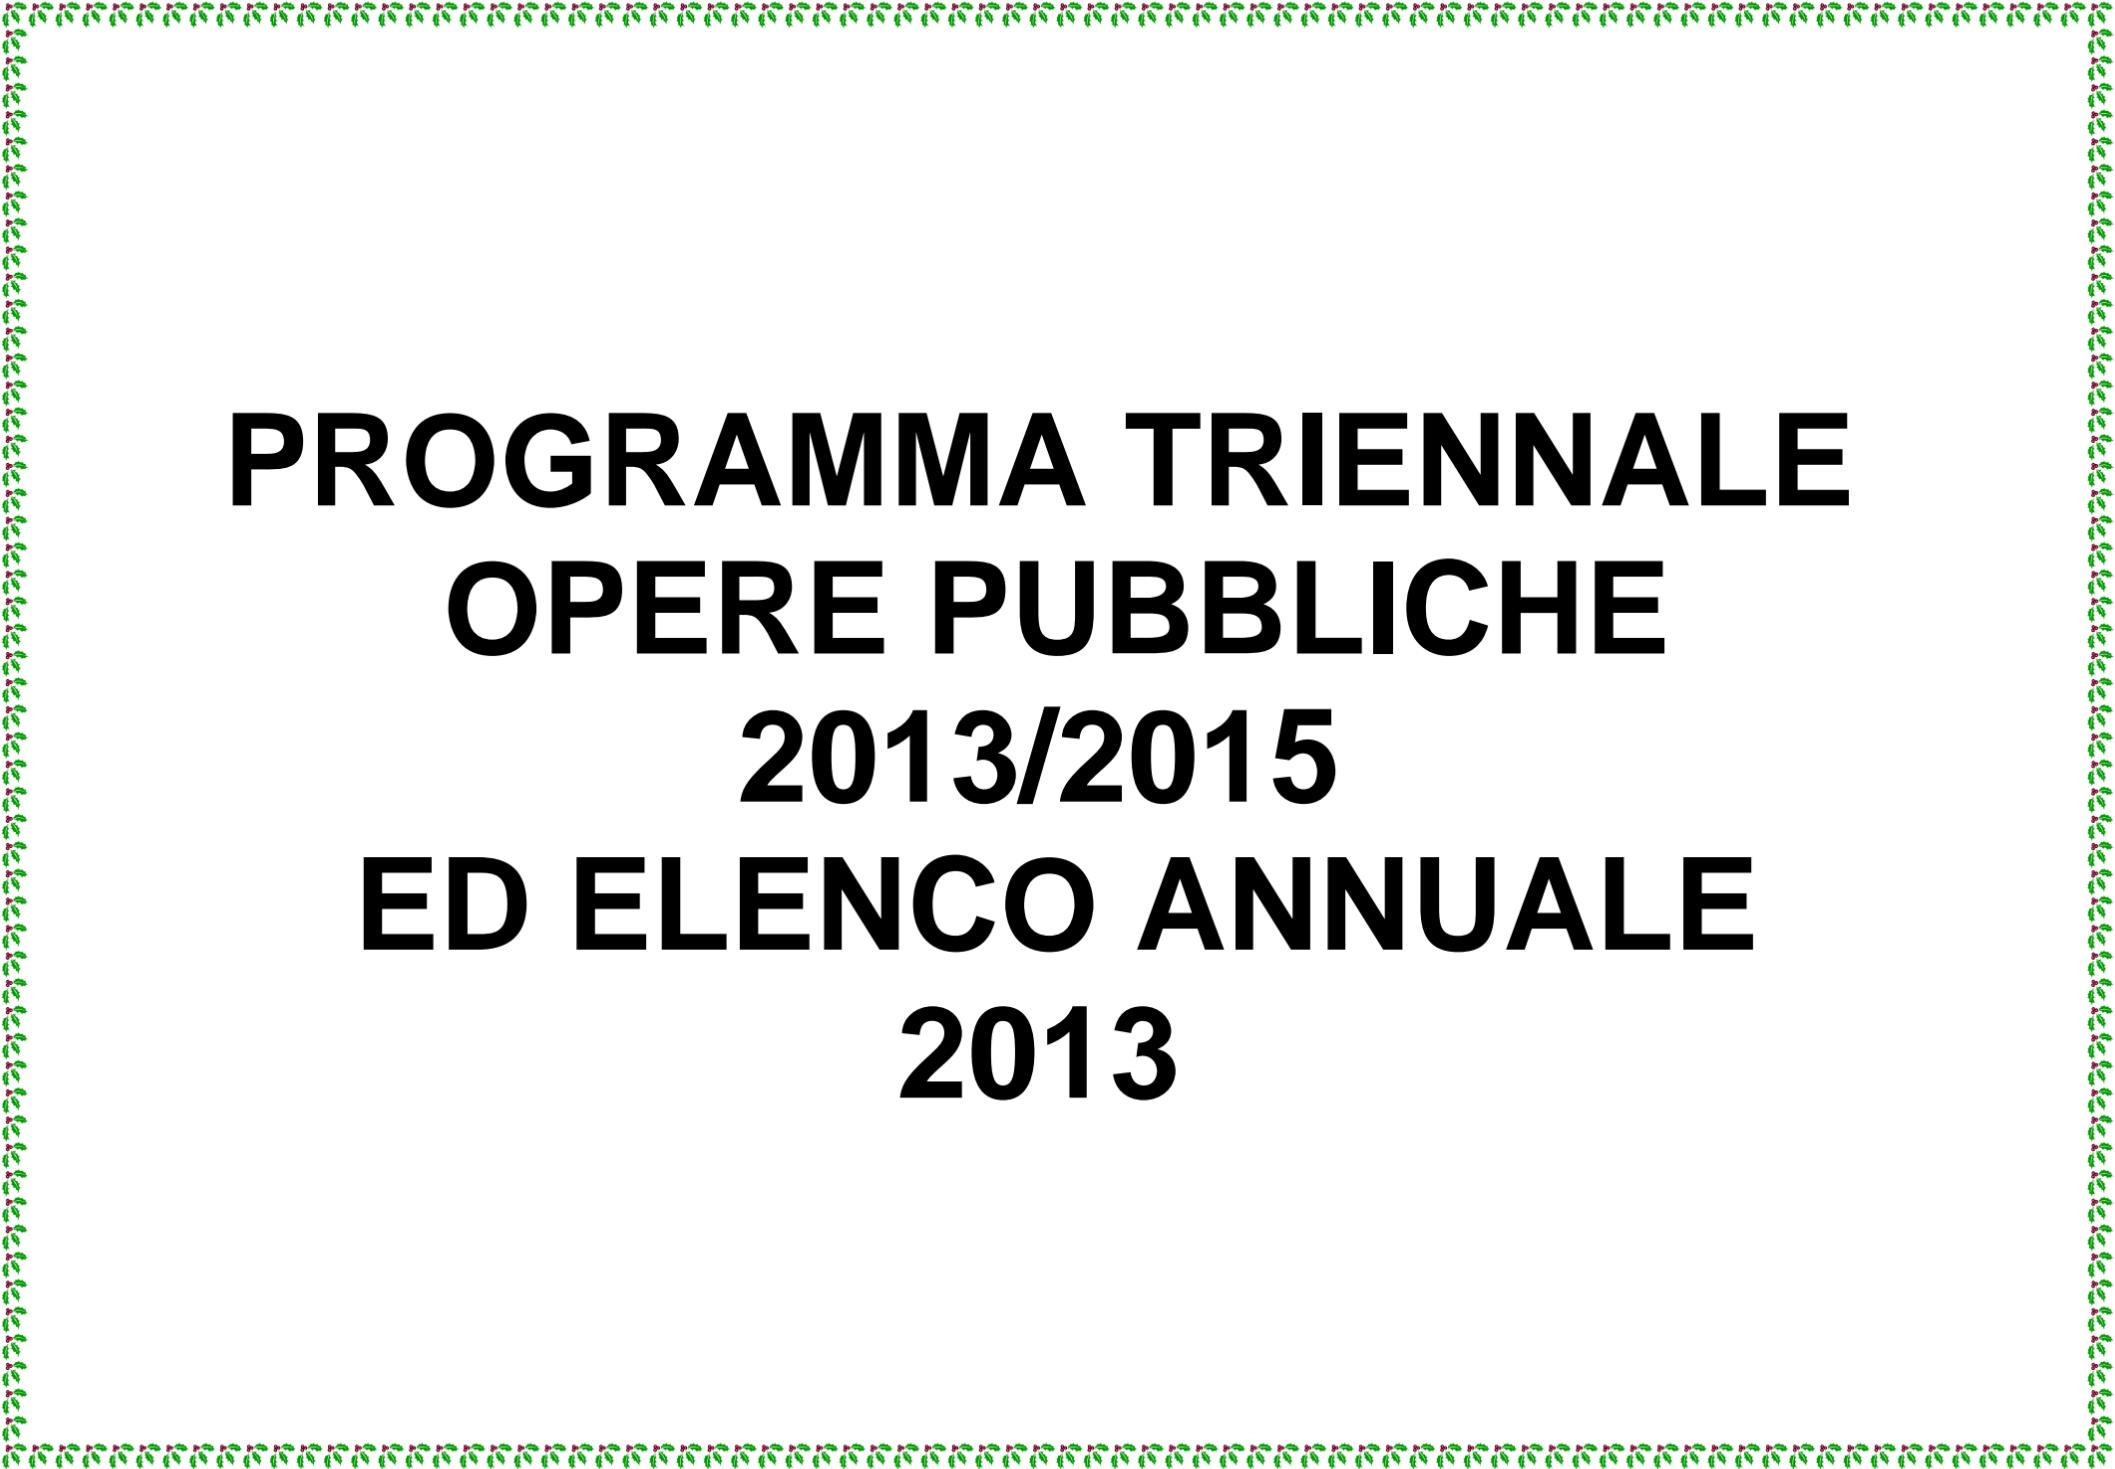 PROGRAMMA TRIENNALE
OPERE PUBBLICHE
2013/2015
ED ELENCO ANNUALE
2013